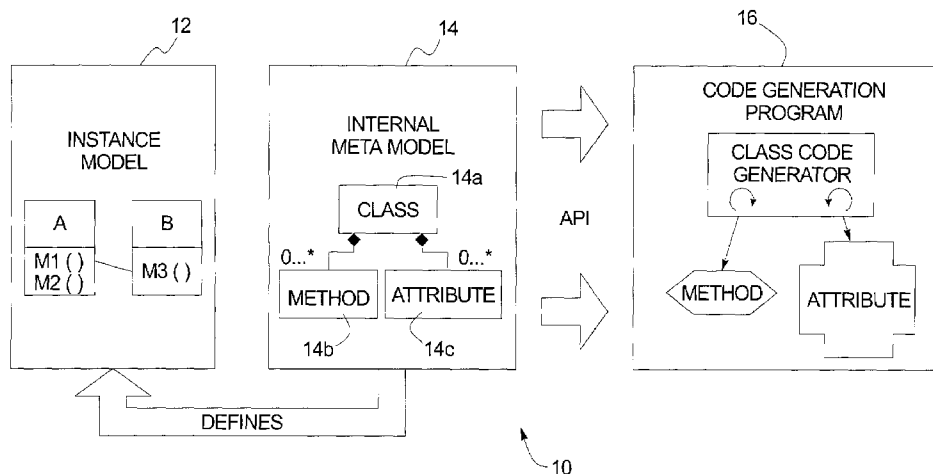 12
14
16
INSTANCE
MODEL
A
B
M1 ( )
M2 ( )
M3 ( )
INTERNAL
META MODEL
14a
CLASS
0...*
0...*
METHOD
ATTRIBUTE
14b
14c
API
CODE GENERATION
PROGRAM
CLASS CODE
GENERATOR
METHOD
ATTRIBUTE
DEFINES
10